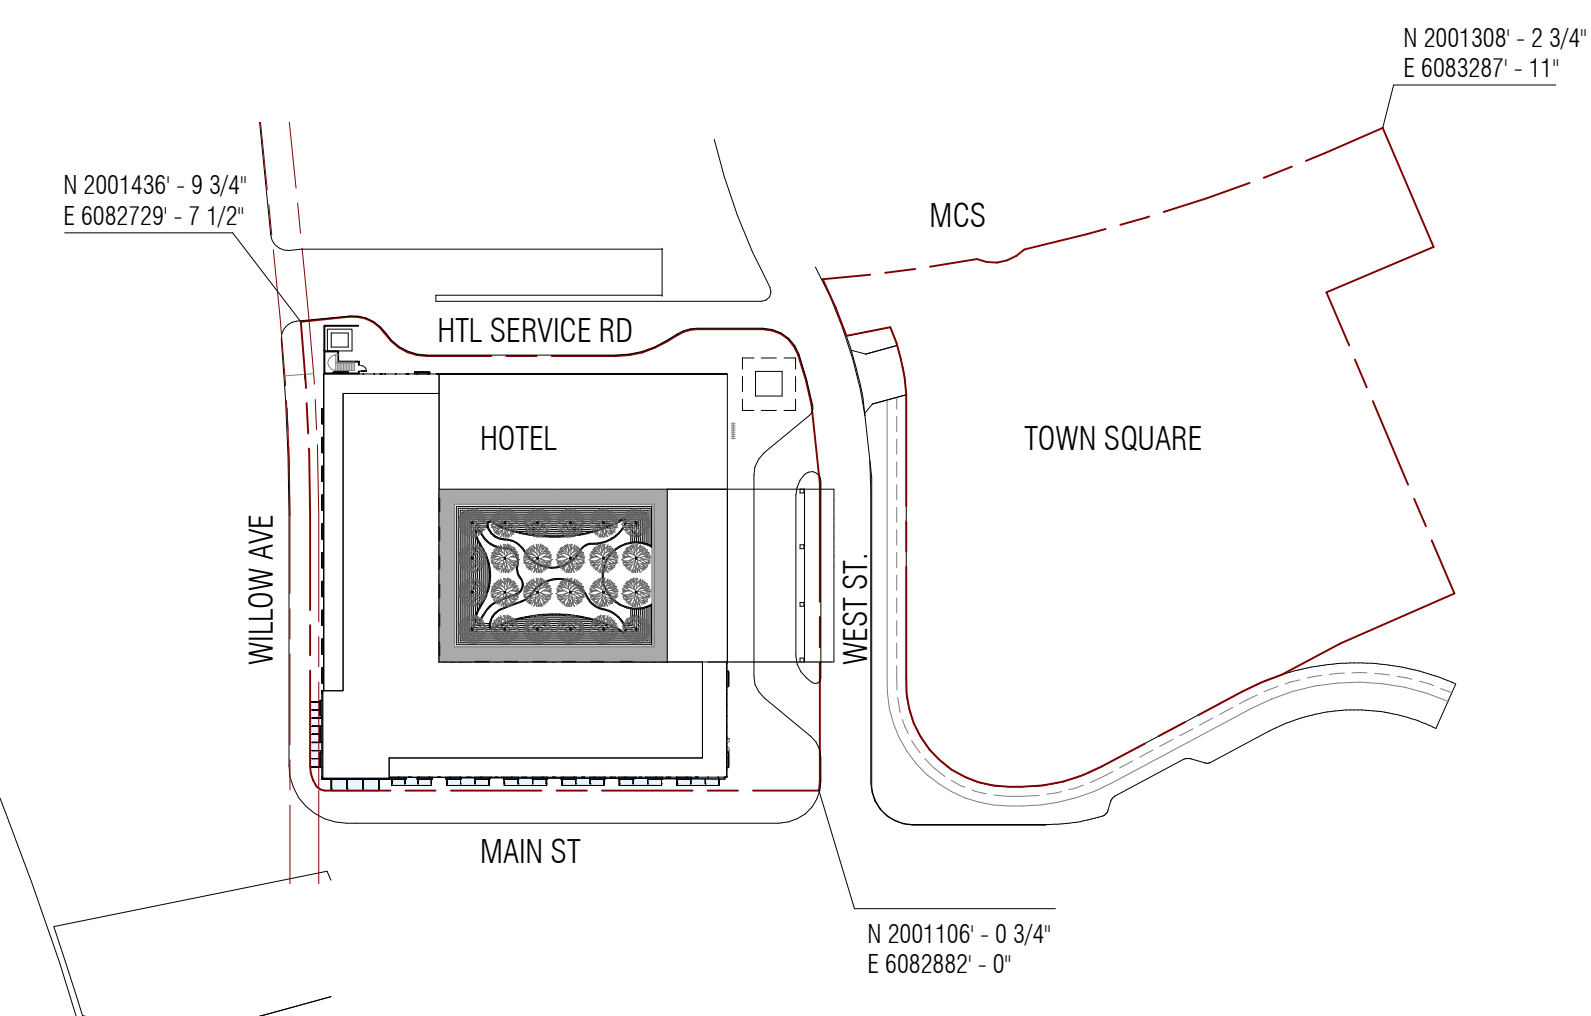 N 2001308' - 2 3/4"
E 6083287' - 11"
N 2001436' - 9 3/4"
E 6082729' - 7 1/2"
MCS
HTL SERVICE RD
HOTEL
TOWN SQUARE
WILLOW AVE
WEST ST.
MAIN ST
N 2001106' - 0 3/4"
E 6082882' - 0"